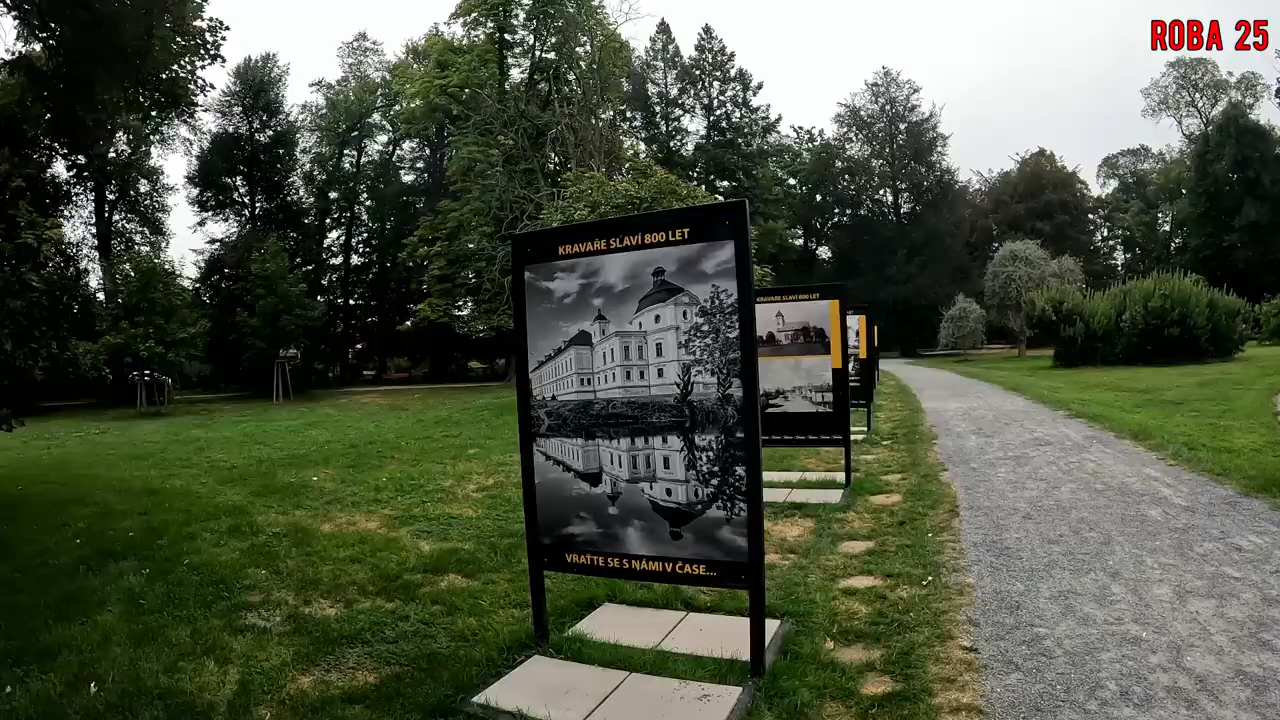 ROBA 25
KRAVAŘE SLAVÍ 800 LET
KRAVAŘE SLAVÍ 800 LET
VRAŤTE SE S NÁMI V ČASE...